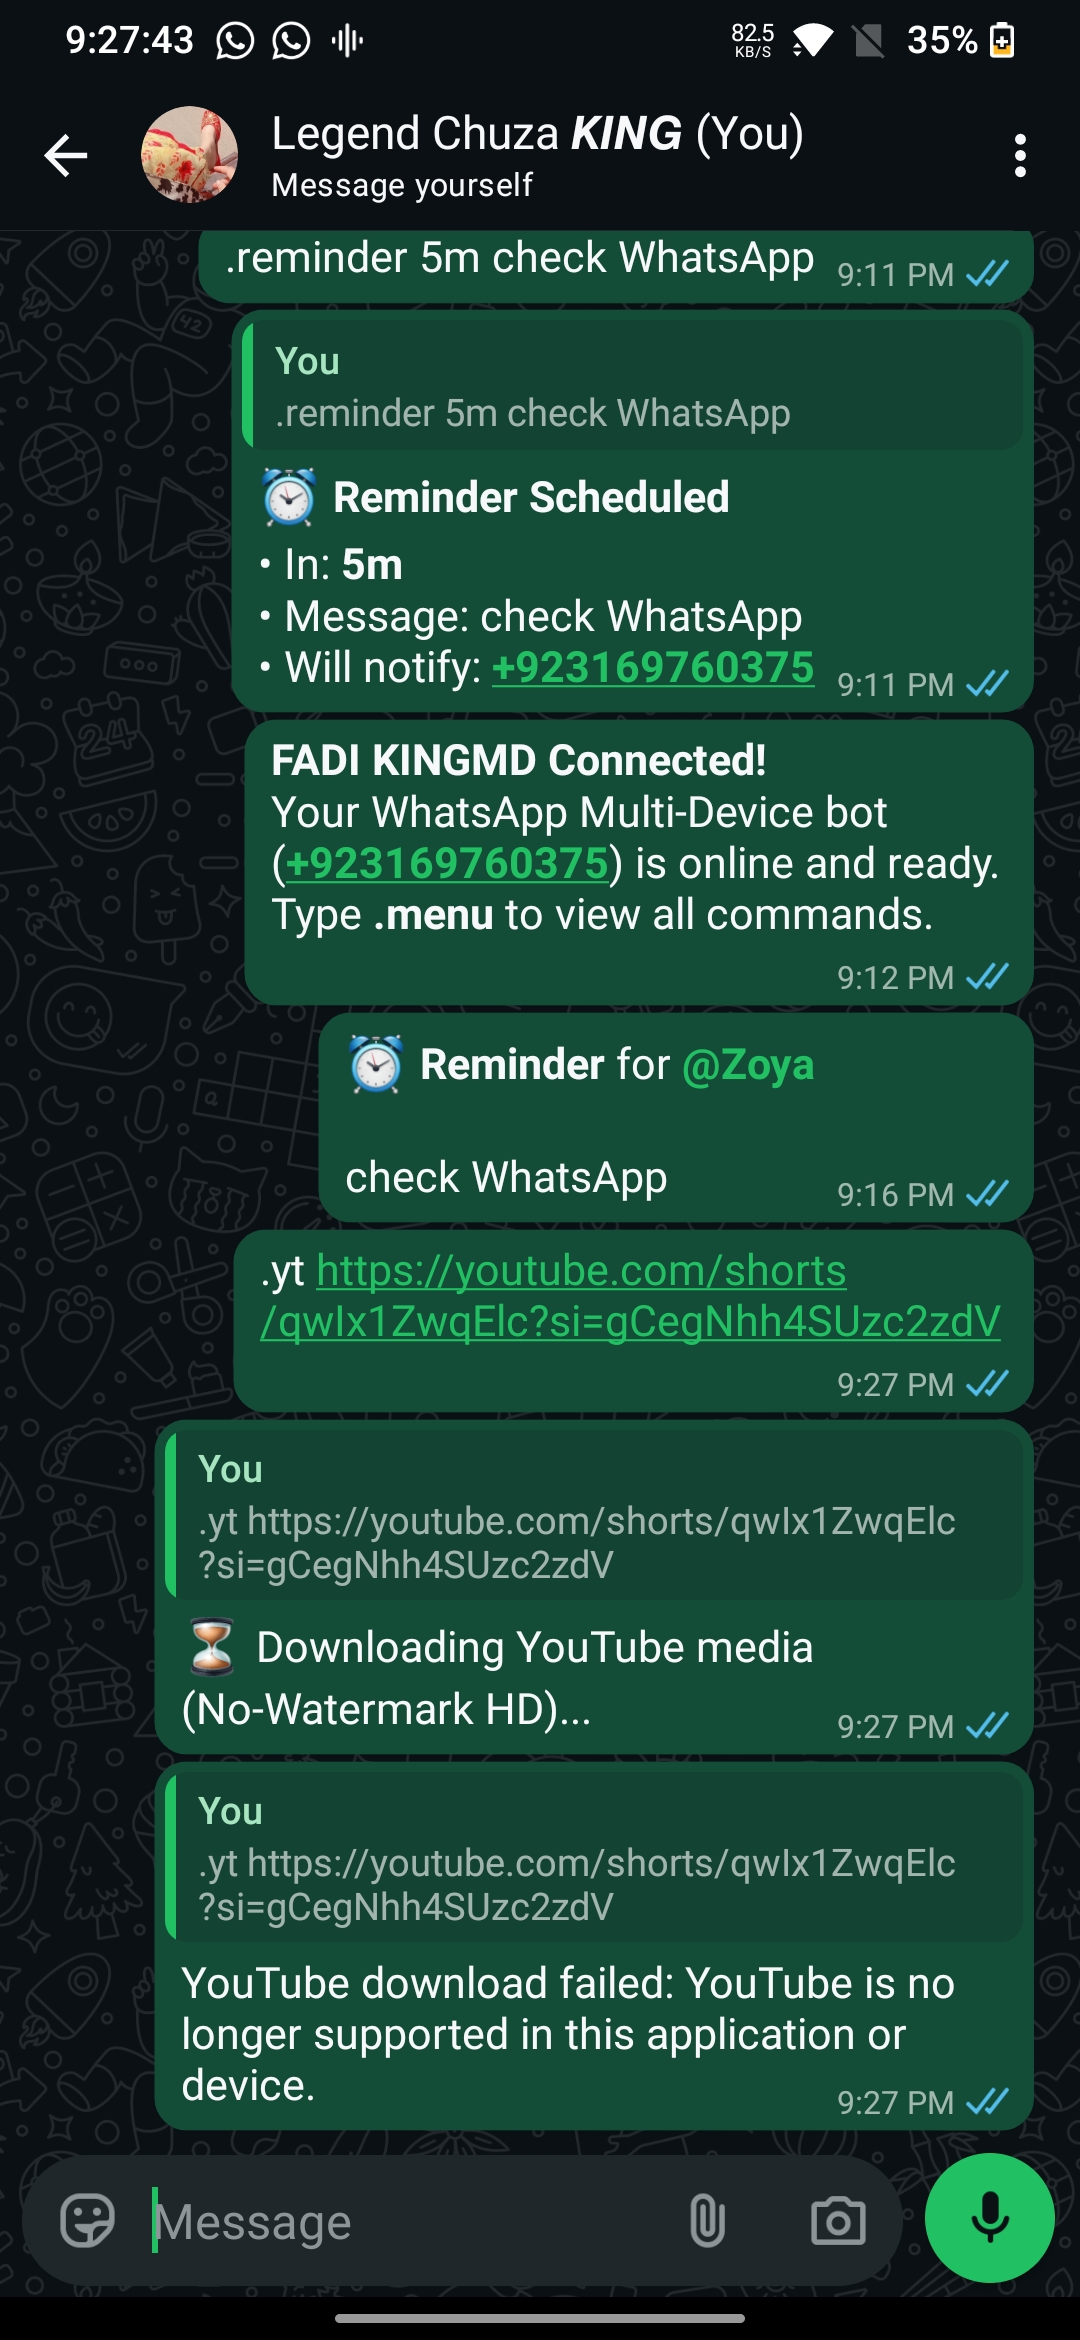 9:27:43
82.5
KB/S
35%
Legend Chuza KING (You)
Message yourself
.reminder 5m check WhatsApp
9:11 PM
You
.reminder 5m check WhatsApp
⏰ Reminder Scheduled
• In: 5m
• Message: check WhatsApp
• Will notify: +923169760375
9:11 PM
FADI KINGMD Connected!
Your WhatsApp Multi-Device bot
(+923169760375) is online and ready.
Type .menu to view all commands.
9:12 PM
⏰ Reminder for @Zoya
check WhatsApp
9:16 PM
.yt https://youtube.com/shorts
/qwIx1ZwqElc?si=gCegNhh4SUzc2zdV
9:27 PM
You
.yt https://youtube.com/shorts/qwIx1ZwqElc
?si=gCegNhh4SUzc2zdV
⏳ Downloading YouTube media
(No-Watermark HD)...
9:27 PM
You
.yt https://youtube.com/shorts/qwIx1ZwqElc
?si=gCegNhh4SUzc2zdV
YouTube download failed: YouTube is no
longer supported in this application or
device.
9:27 PM
Message